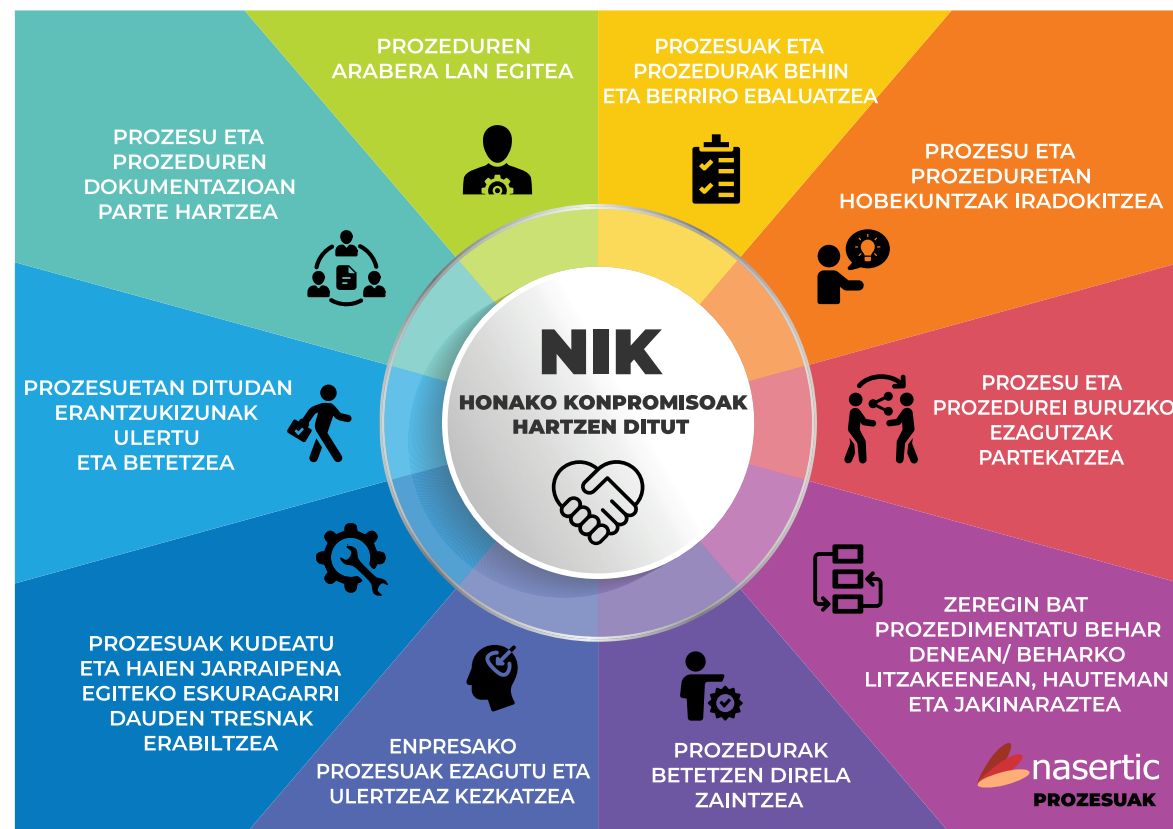 PROZEDUREN
ARABERA LAN EGITEA
PROZESUAK ETA
PROZEDURAK BEHIN
ETA BERRIRO EBALUATZEA
PROZESU ETA
PROZEDURETAN
HOBEKUNTZAK IRADOKITZEA
PROZESU ETA
PROZEDUREI BURUZKO
EZAGUTZAK
PARTEKATZEA
ZEREGIN BAT
PROZEDIMENTATU BEHAR
DENEAN/ BEHARKO
LITZAKEENEAN, HAUTEMAN
ETA JAKINARAZTEA
PROZEDURAK
BETETZEN DIRELA
ZAINTZEA
ENPRESAKO
PROZESUAK EZAGUTU ETA
ULERTZEAZ KEZKATZEA
PROZESUAK KUDEATU
ETA HAIEN JARRAIPENA
EGITEKO ESKURAGARRI
DAUDEN TRESNAK
ERABILTZEA
PROZESUETAN DITUDAN
ERANTZUKIZUNAK
ULERTU
ETA BETETZEA
PROZESU ETA
PROZEDUREN
DOKUMENTAZIOAN
PARTE HARTZEA
NIK
HONAKO KONPROMISOAK
HARTZEN DITUT
nasertic
PROZESUAK